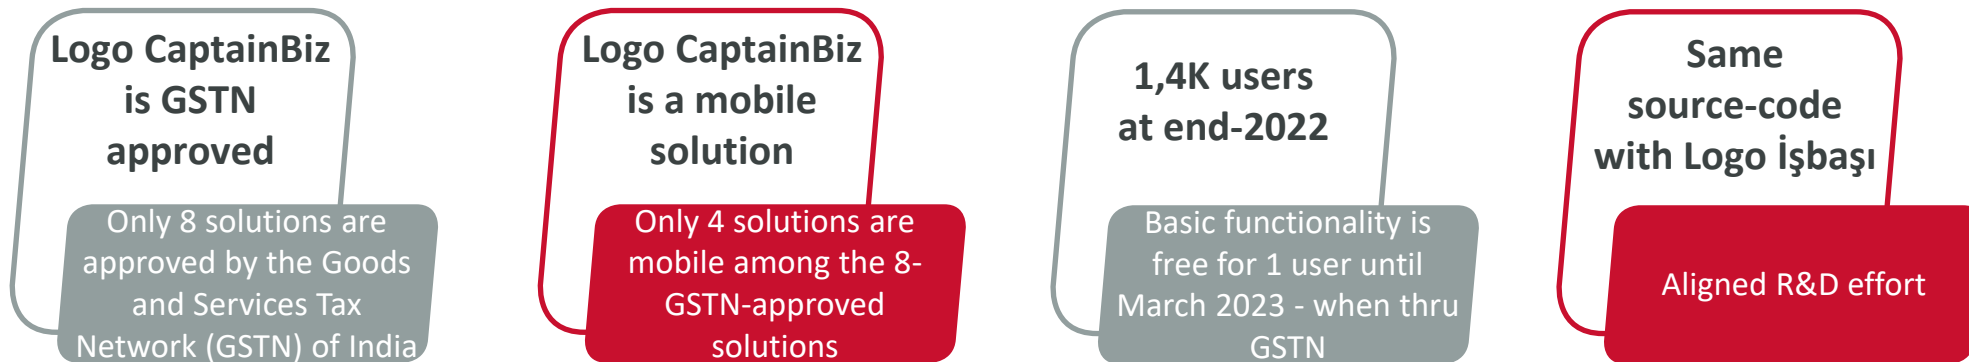 Logo CaptainBiz
is GSTN
approved
Only 8 solutions are
approved by the Goods
and Services Tax
Network (GSTN) of India
Logo CaptainBiz
is a mobile
solution
Only 4 solutions are
mobile among the 8-
GSTN-approved
solutions
1,4K users
at end-2022
Basic functionality is
free for 1 user until
March 2023 - when thru
GSTN
Same
source-code
with Logo İşbaşı
Aligned R&D effort